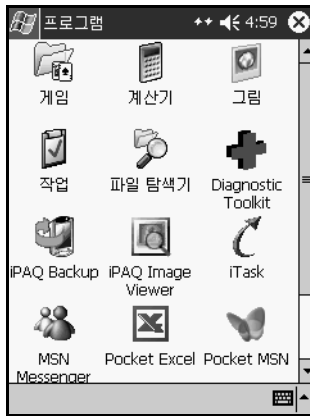 프로그램 4:59
게임 계산기 그림
작업 파일 탐색기 Diagnostic Toolkit
iPAQ Backup iPAQ Image Viewer iTask
MSN Messenger Pocket Excel Pocket MSN